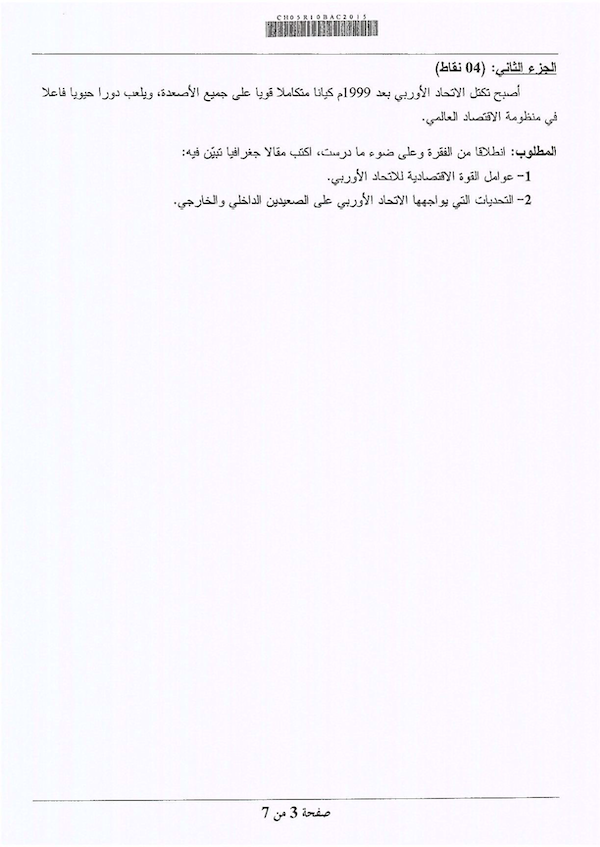 CH05R10BAC2015
الجزء الثاني: (04 نقاط)
أصبح تكتل الاتحاد الأوربي بعد 1999م كيانا متكاملا قويا على جميع الأصعدة، ويلعب دورا حيويا فاعلا
في منظومة الاقتصاد العالمي.
المطلوب: انطلاقا من الفقرة وعلى ضوء ما درست، اكتب مقالا جغرافيا تبيّن فيه:
1- عوامل القوة الاقتصادية للاتحاد الأوربي.
2- التحديات التي يواجهها الاتحاد الأوربي على الصعيدين الداخلي والخارجي.
صفحة 3 من 7